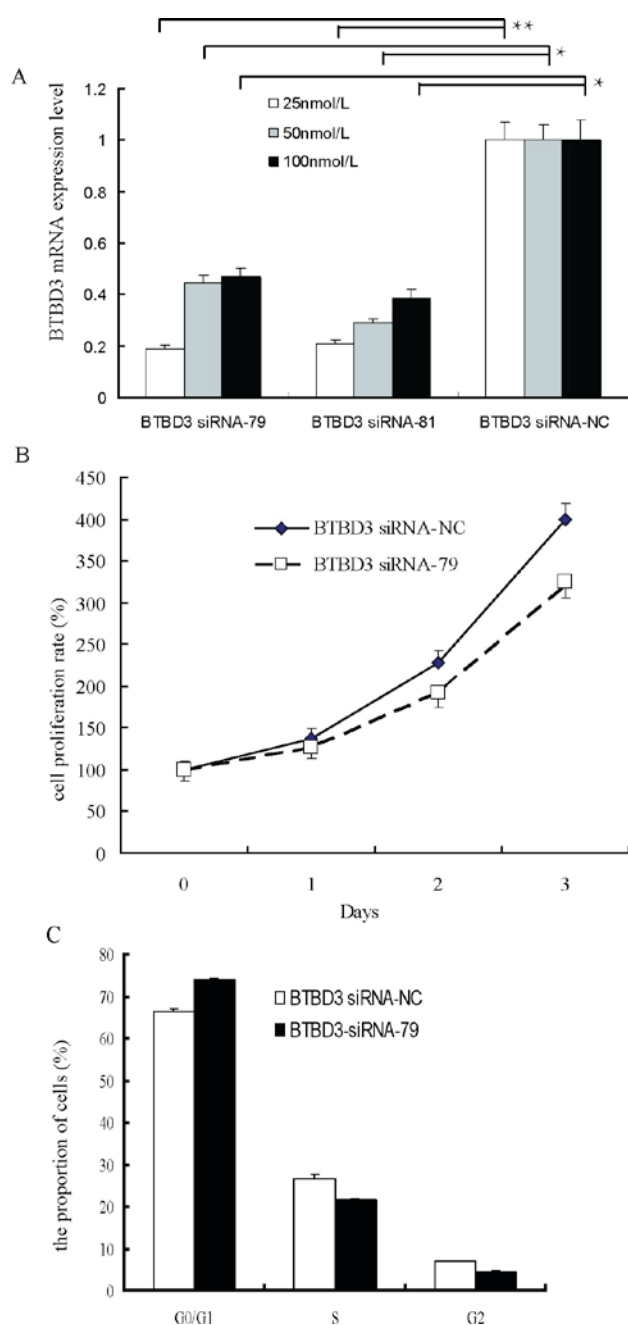 **
*
*
A
1.2
1
0.8
0.6
0.4
0.2
0
BTBD3 mRNA expression level
25nmol/L
50nmol/L
100nmol/L
BTBD3 siRNA-79 BTBD3 siRNA-81 BTBD3 siRNA-NC
B
450
400
350
300
250
200
150
100
50
0
cell proliferation rate (%)
BTBD3 siRNA-NC
BTBD3 siRNA-79
0 1 2 3
Days
C
80
70
60
50
40
30
20
10
0
the proportion of cells (%)
BTBD3 siRNA-NC
BTBD3-siRNA-79
G0/G1 S G2